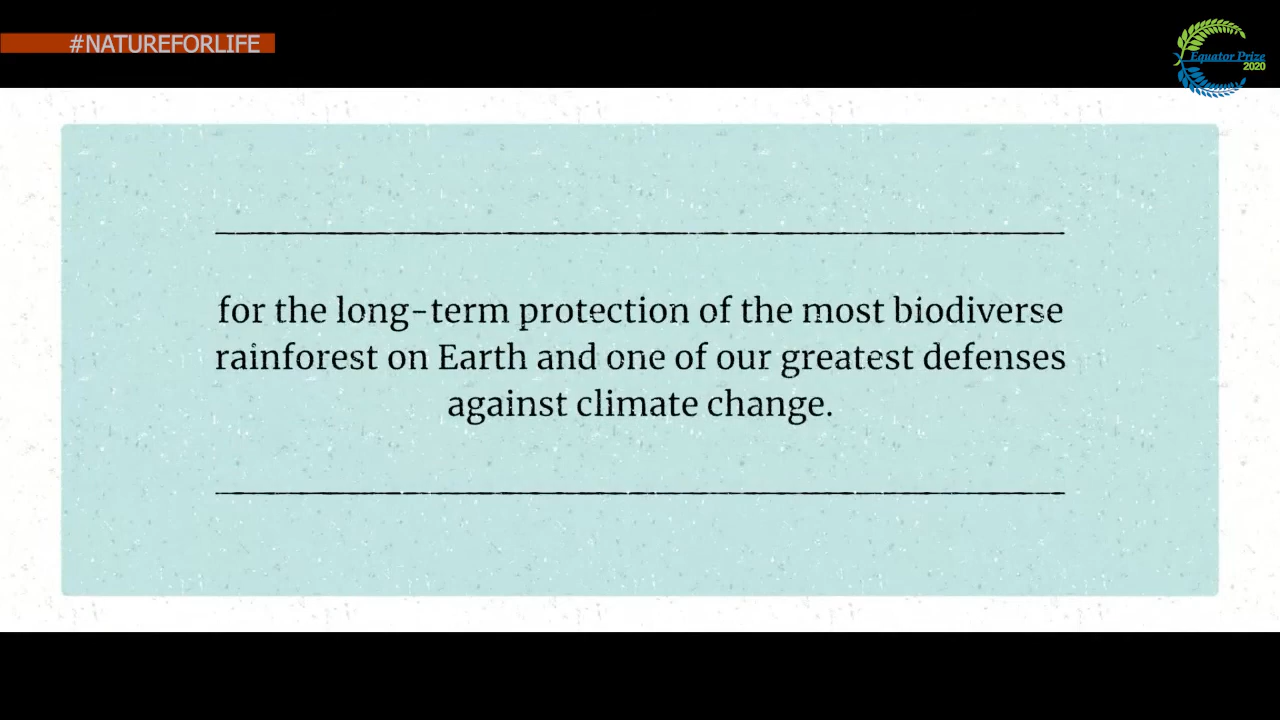 #NATUREFORLIFE
Equator Prize
2020
for the long-term protection of the most biodiverse
rainforest on Earth and one of our greatest defenses
against climate change.